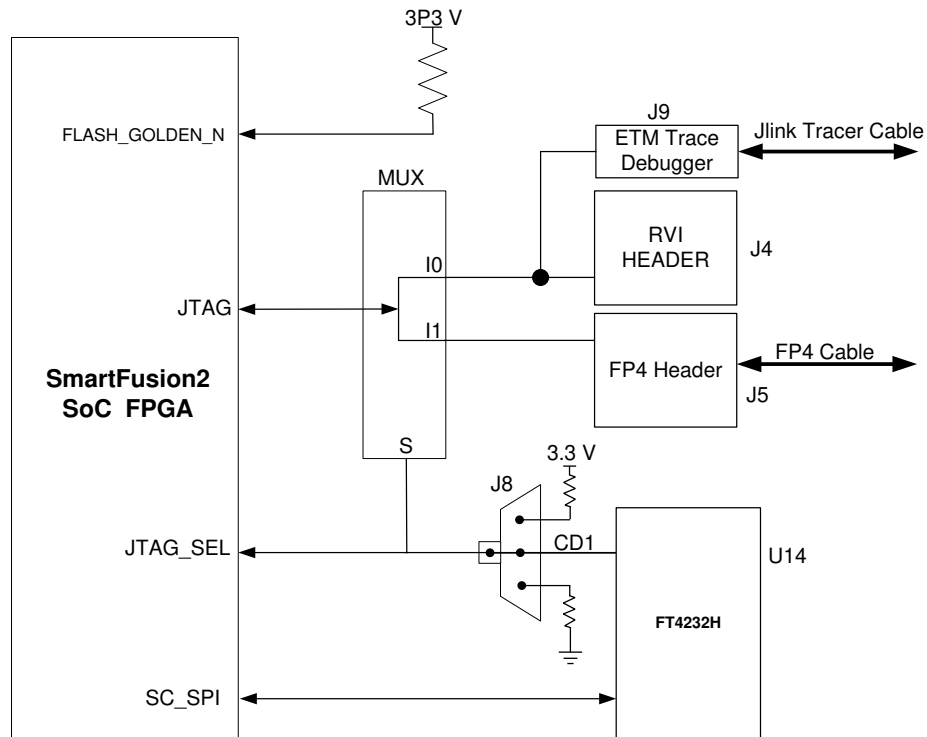 3P3 V
FLASH_GOLDEN_N
J9
ETM Trace
Debugger
Jlink Tracer Cable
MUX
RVI
HEADER
J4
I0
JTAG
I1
FP4 Header
FP4 Cable
J5
SmartFusion2
SoC FPGA
S
3.3 V
J8
JTAG_SEL
CD1
U14
FT4232H
SC_SPI